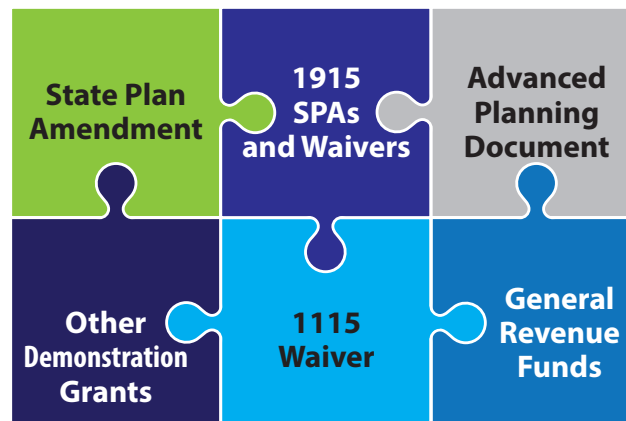 State Plan
Amendment
1915
SPAs
and Waivers
Advanced
Planning
Document
Other
Demonstration
Grants
1115
Waiver
General
Revenue
Funds